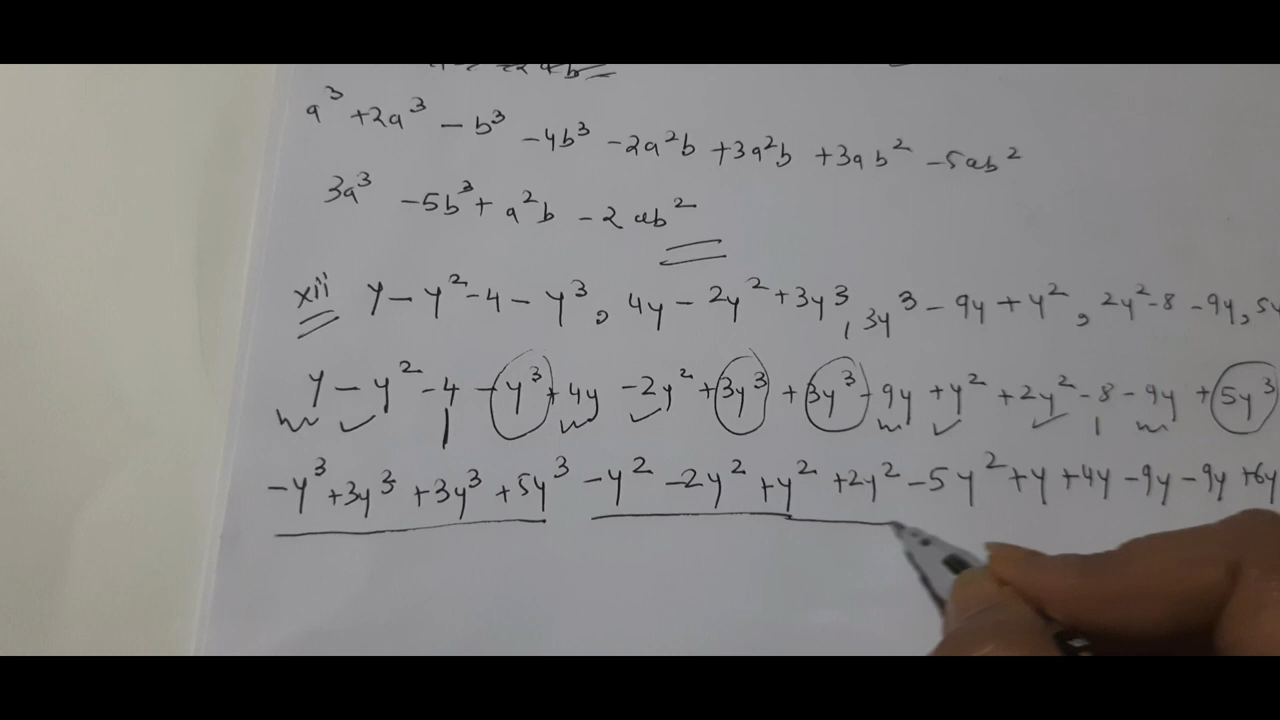 a³ +2a³ - b³ -4b³ -2a²b +3a²b +3ab² -5ab²
3a³ -5b³ + a²b -2ab²
xii y - y² -4 - y³, 4y - 2y² +3y³, 3y³ - 9y + y², 2y² -8 -9y, 5y
y - y² -4 - y³ +4y -2y² +3y³ +3y³ -9y +y² +2y² -8 -9y +5y³
-y³ +3y³ +3y³ +5y³ -y² -2y² +y² +2y² -5y² +y +4y -9y -9y +6y